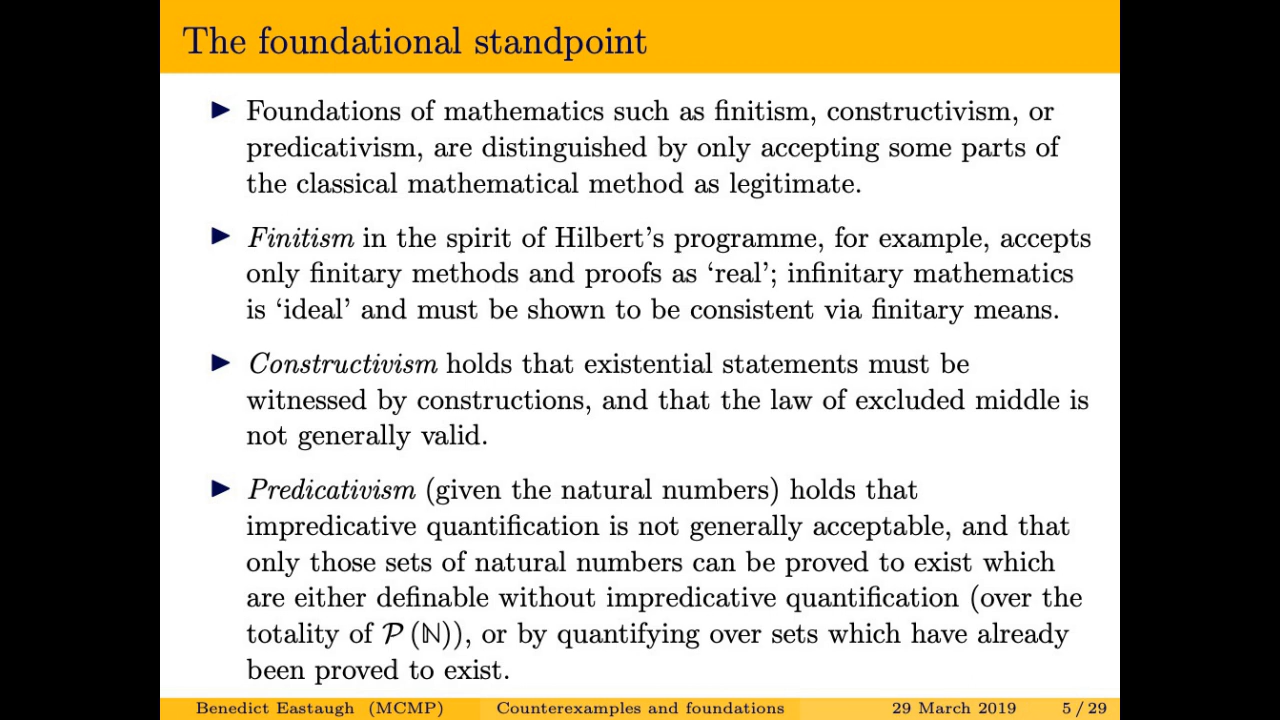 The foundational standpoint
▶ Foundations of mathematics such as finitism, constructivism, or
predicativism, are distinguished by only accepting some parts of
the classical mathematical method as legitimate.
▶ Finitism in the spirit of Hilbert's programme, for example, accepts
only finitary methods and proofs as ‘real’; infinitary mathematics
is ‘ideal’ and must be shown to be consistent via finitary means.
▶ Constructivism holds that existential statements must be
witnessed by constructions, and that the law of excluded middle is
not generally valid.
▶ Predicativism (given the natural numbers) holds that
impredicative quantification is not generally acceptable, and that
only those sets of natural numbers can be proved to exist which
are either definable without impredicative quantification (over the
totality of 𝒫 (ℕ)), or by quantifying over sets which have already
been proved to exist.
Benedict Eastaugh (MCMP) Counterexamples and foundations 29 March 2019 5 / 29